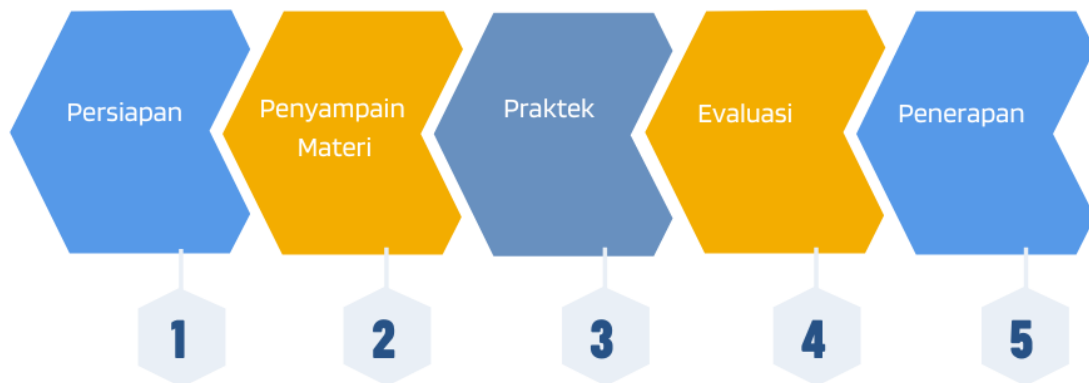 Persiapan
Penyampain
Materi
Praktek
Evaluasi
Penerapan
1
2
3
4
5